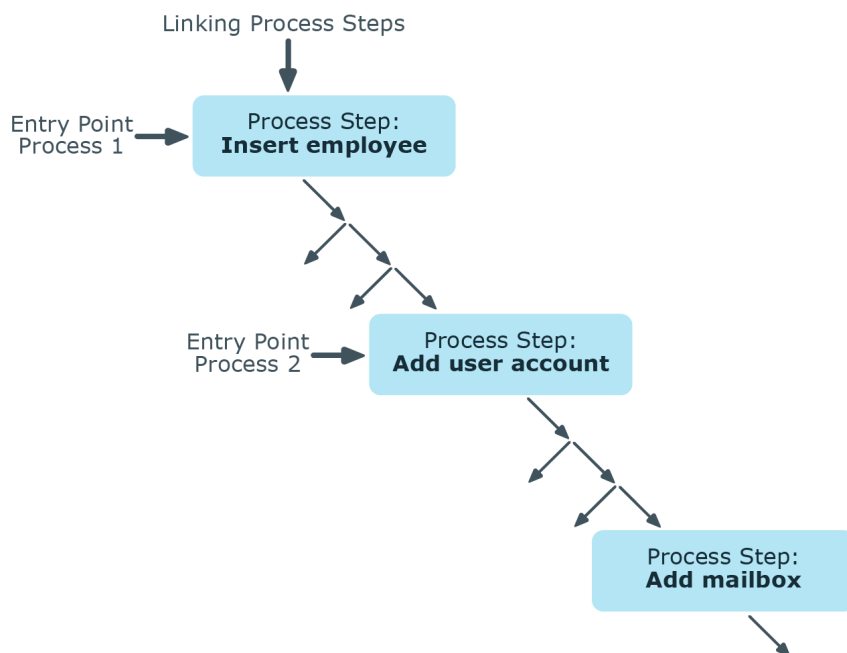 Linking Process Steps
Entry Point
Process 1
Process Step:
Insert employee
Entry Point
Process 2
Process Step:
Add user account
Process Step:
Add mailbox